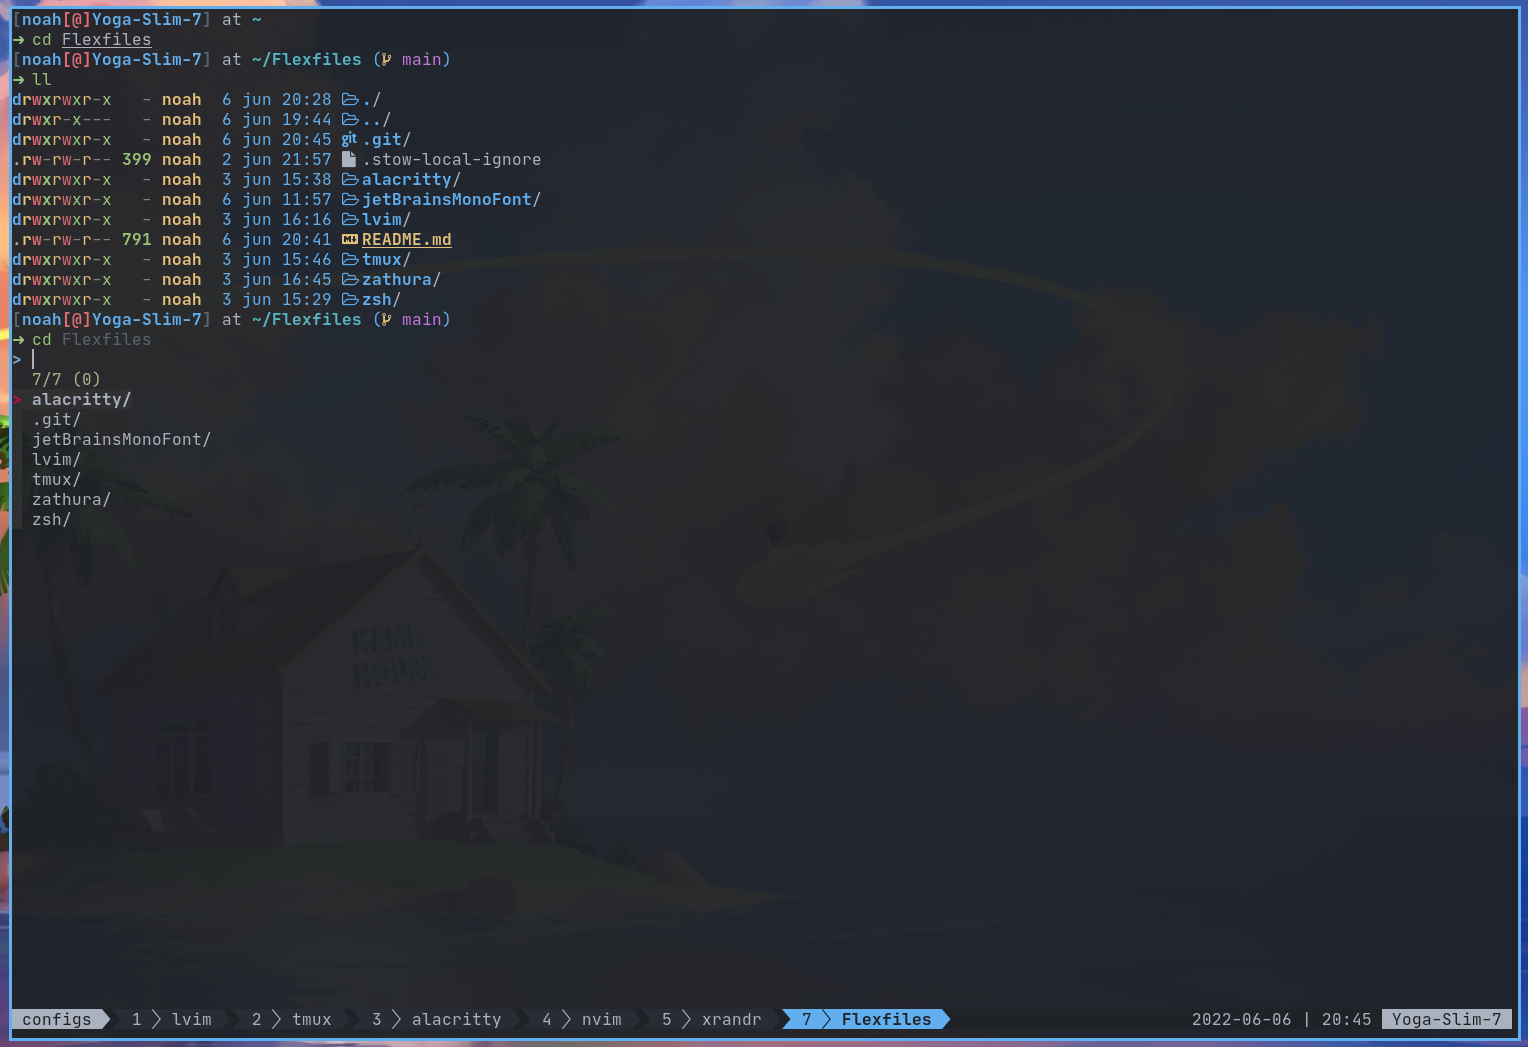 [noah[@]Yoga-Slim-7] at ~
➜ cd Flexfiles
[noah[@]Yoga-Slim-7] at ~/Flexfiles ( main)
➜ ll
drwxrwxr-x   - noah  6 jun 20:28 ./
drwxr-x---   - noah  6 jun 19:44 ../
drwxrwxr-x   - noah  6 jun 20:45 git .git/
.rw-rw-r-- 399 noah  2 jun 21:57 .stow-local-ignore
drwxrwxr-x   - noah  3 jun 15:38 alacritty/
drwxrwxr-x   - noah  6 jun 11:57 jetBrainsMonoFont/
drwxrwxr-x   - noah  3 jun 16:16 lvim/
.rw-rw-r-- 791 noah  6 jun 20:41 README.md
drwxrwxr-x   - noah  3 jun 15:46 tmux/
drwxrwxr-x   - noah  3 jun 16:45 zathura/
drwxrwxr-x   - noah  3 jun 15:29 zsh/
[noah[@]Yoga-Slim-7] at ~/Flexfiles ( main)
➜ cd Flexfiles
>
7/7 (0)
> alacritty/
.git/
jetBrainsMonoFont/
lvim/
tmux/
zathura/
zsh/
KAME
HOUSE
configs 1 lvim 2 tmux 3 alacritty 4 nvim 5 xrandr 7 Flexfiles 2022-06-06 | 20:45 Yoga-Slim-7